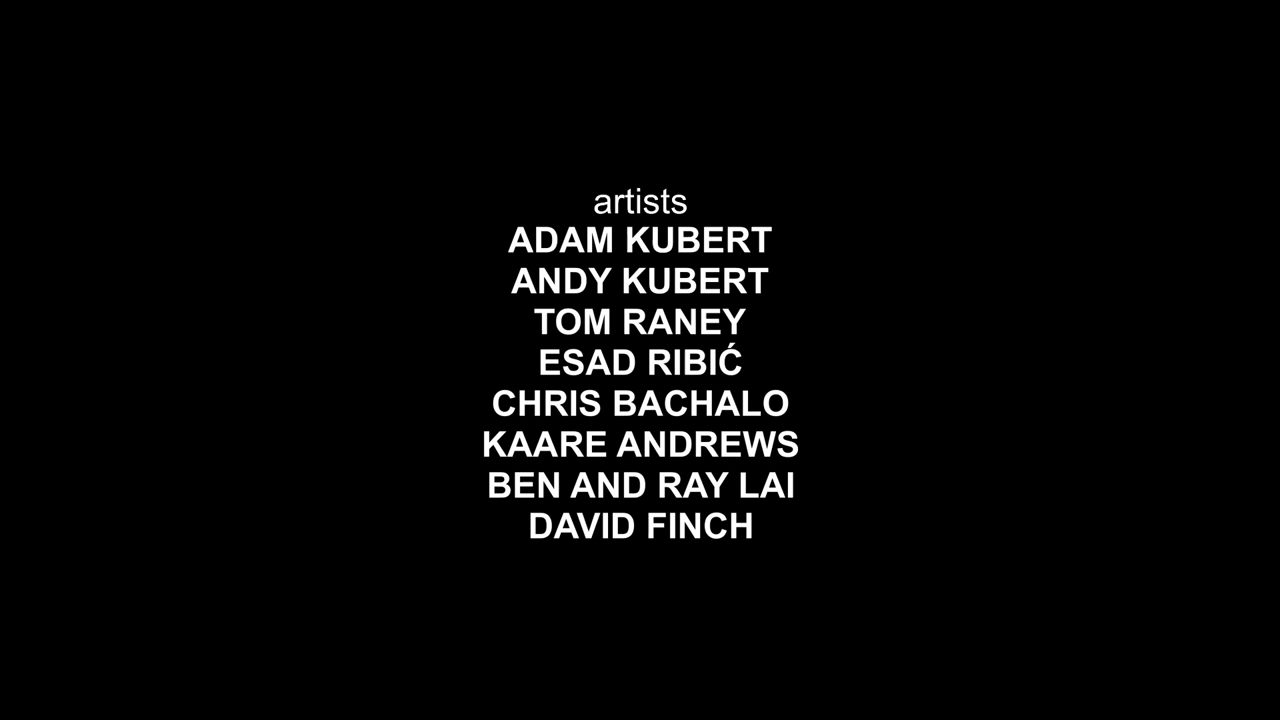 artists
ADAM KUBERT
ANDY KUBERT
TOM RANEY
ESAD RIBIĆ
CHRIS BACHALO
KAARE ANDREWS
BEN AND RAY LAI
DAVID FINCH